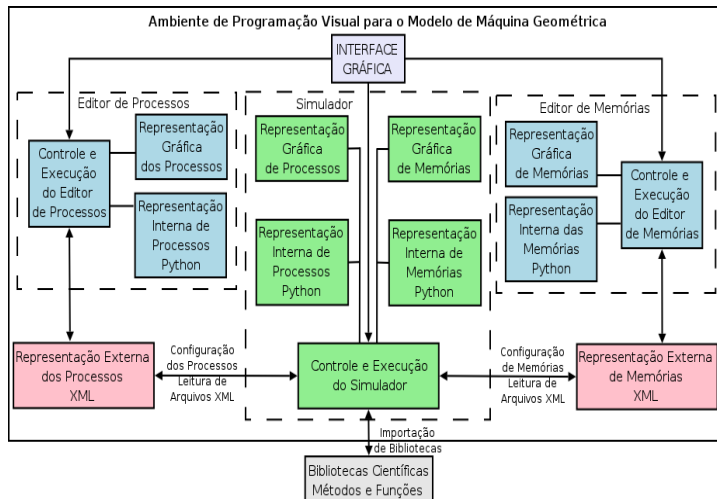 Ambiente de Programação Visual para o Modelo de Máquina Geométrica
INTERFACE
GRÁFICA
Editor de Processos
Controle e
Execução
do Editor
de Processos
Representação
Gráfica
dos Processos
Representação
Interna de
Processos
Python
Simulador
Representação
Gráfica
de Processos
Representação
Gráfica
de Memórias
Representação
Interna de
Processos
Python
Representação
Interna de
Memórias
Python
Editor de Memórias
Representação
Gráfica
de Memórias
Representação
Interna das
Memórias
Python
Controle e
Execução
do Editor
de Memórias
Representação Externa
dos Processos
XML
Configuração
dos Processos
Leitura de
Arquivos XML
Controle e Execução
do Simulador
Configuração
de Memórias
Leitura de
Arquivos XML
Representação Externa
de Memórias
XML
Importação
de Bibliotecas
Bibliotecas Científicas
Métodos e Funções